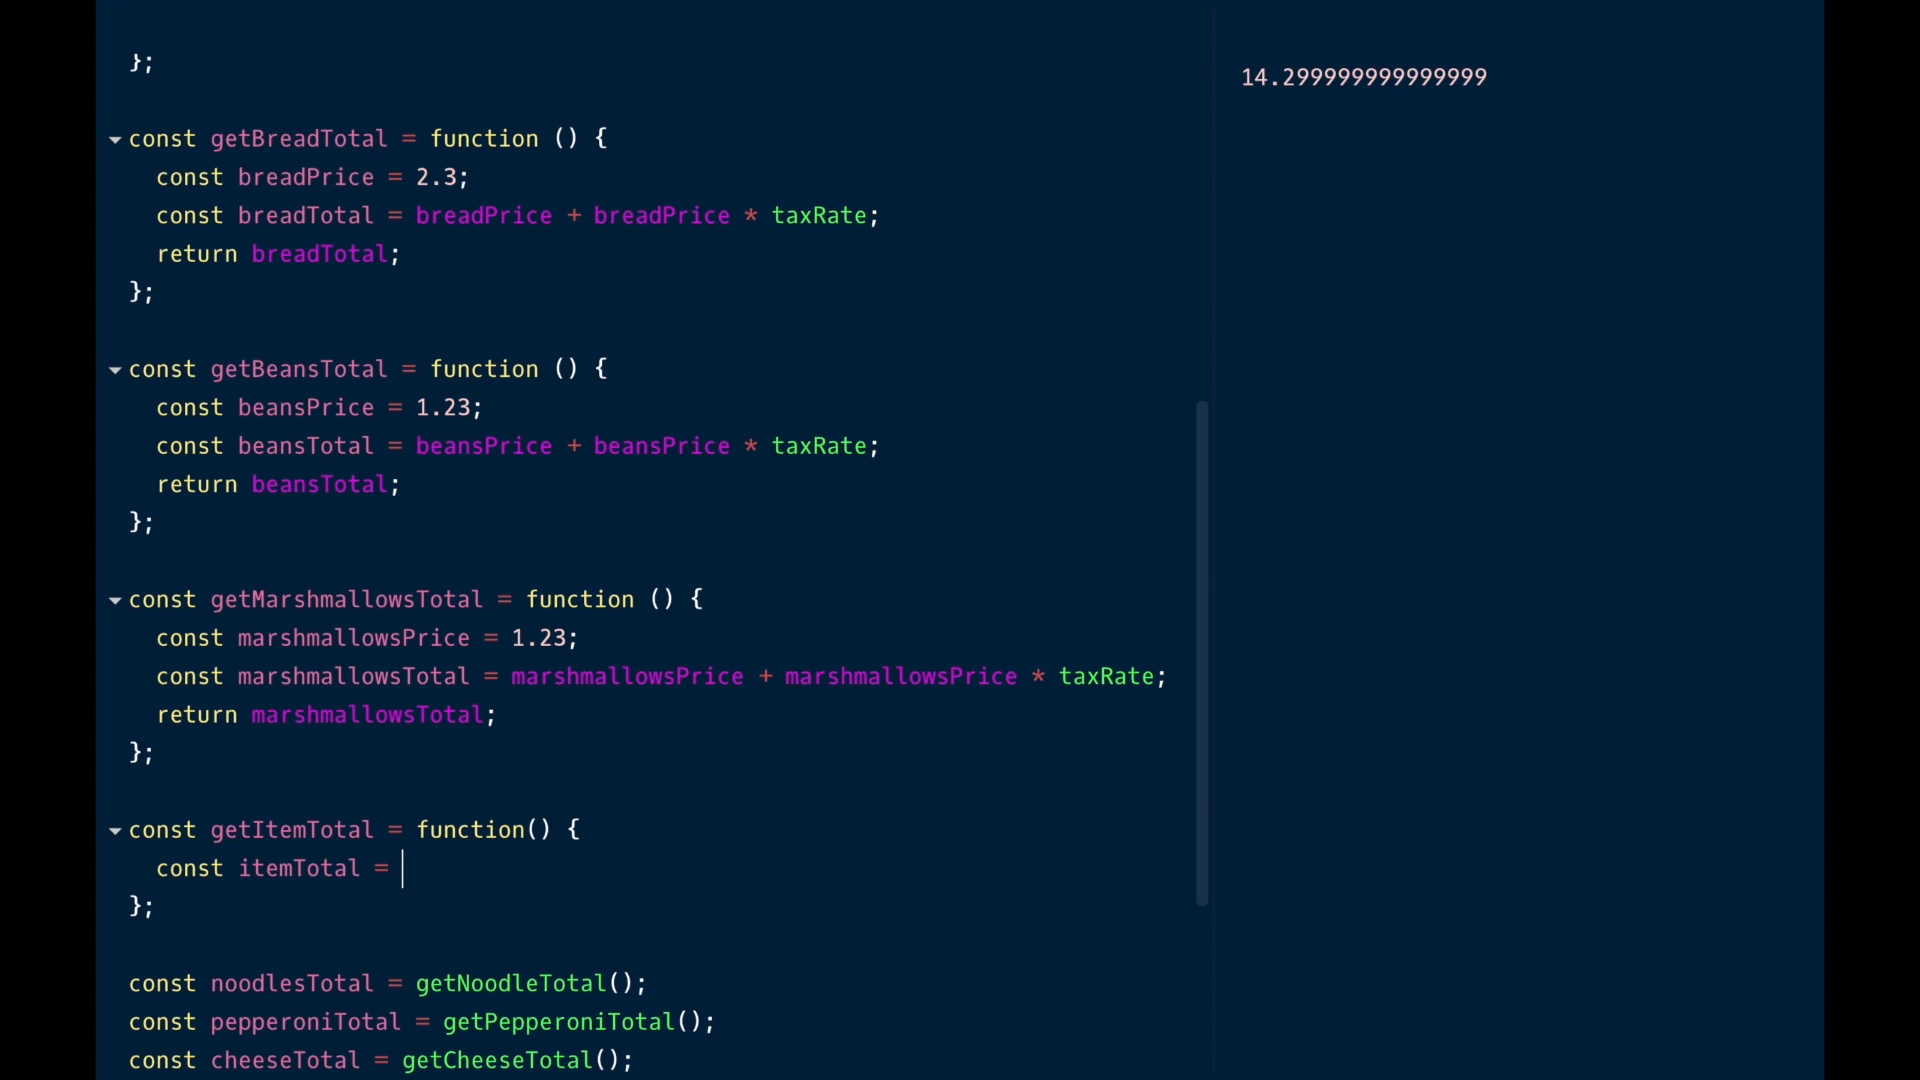 };
const getBreadTotal = function () {
const breadPrice = 2.3;
const breadTotal = breadPrice + breadPrice * taxRate;
return breadTotal;
};
const getBeansTotal = function () {
const beansPrice = 1.23;
const beansTotal = beansPrice + beansPrice * taxRate;
return beansTotal;
};
const getMarshmallowsTotal = function () {
const marshmallowsPrice = 1.23;
const marshmallowsTotal = marshmallowsPrice + marshmallowsPrice * taxRate;
return marshmallowsTotal;
};
const getItemTotal = function() {
const itemTotal =
};
const noodlesTotal = getNoodleTotal();
const pepperoniTotal = getPepperoniTotal();
const cheeseTotal = getCheeseTotal();
14.299999999999999